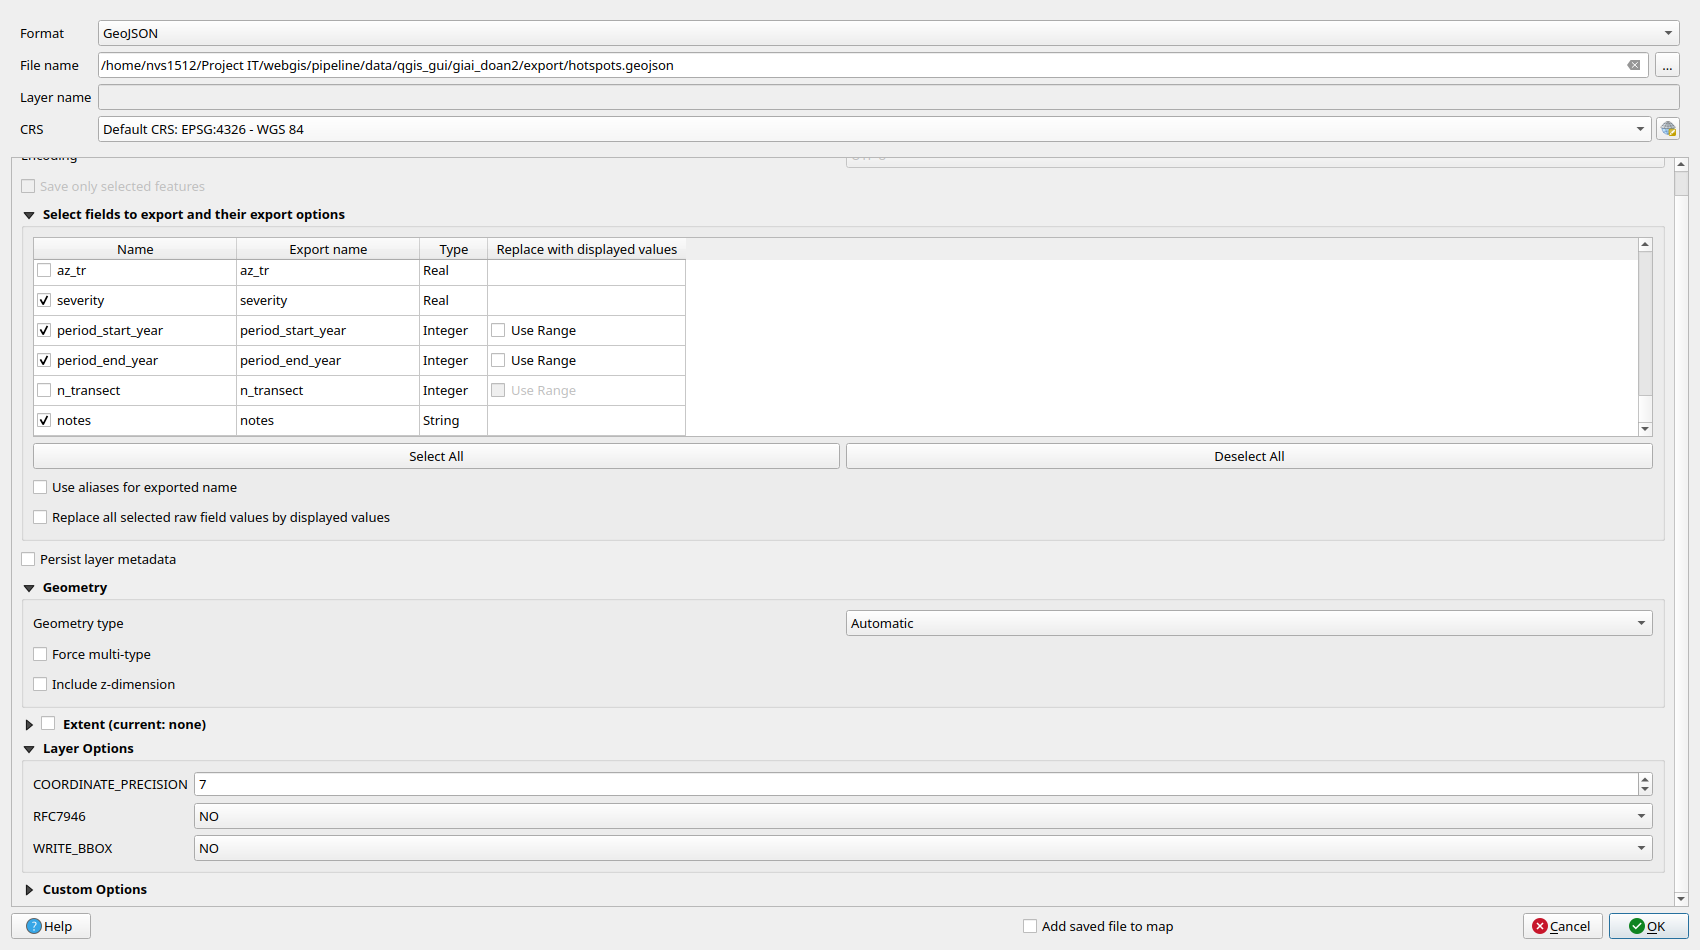 Format GeoJSON
File name /home/nvs1512/Project IT/webgis/pipeline/data/qgis_gui/giai_doan2/export/hotspots.geojson ...
Layer name
CRS Default CRS: EPSG:4326 - WGS 84
Encoding
Save only selected features
Select fields to export and their export options
Name Export name Type Replace with displayed values
az_tr az_tr Real
severity severity Real
period_start_year period_start_year Integer Use Range
period_end_year period_end_year Integer Use Range
n_transect n_transect Integer Use Range
notes notes String
Select All Deselect All
Use aliases for exported name
Replace all selected raw field values by displayed values
Persist layer metadata
Geometry
Geometry type Automatic
Force multi-type
Include z-dimension
Extent (current: none)
Layer Options
COORDINATE_PRECISION 7
RFC7946 NO
WRITE_BBOX NO
Custom Options
Help Add saved file to map Cancel OK